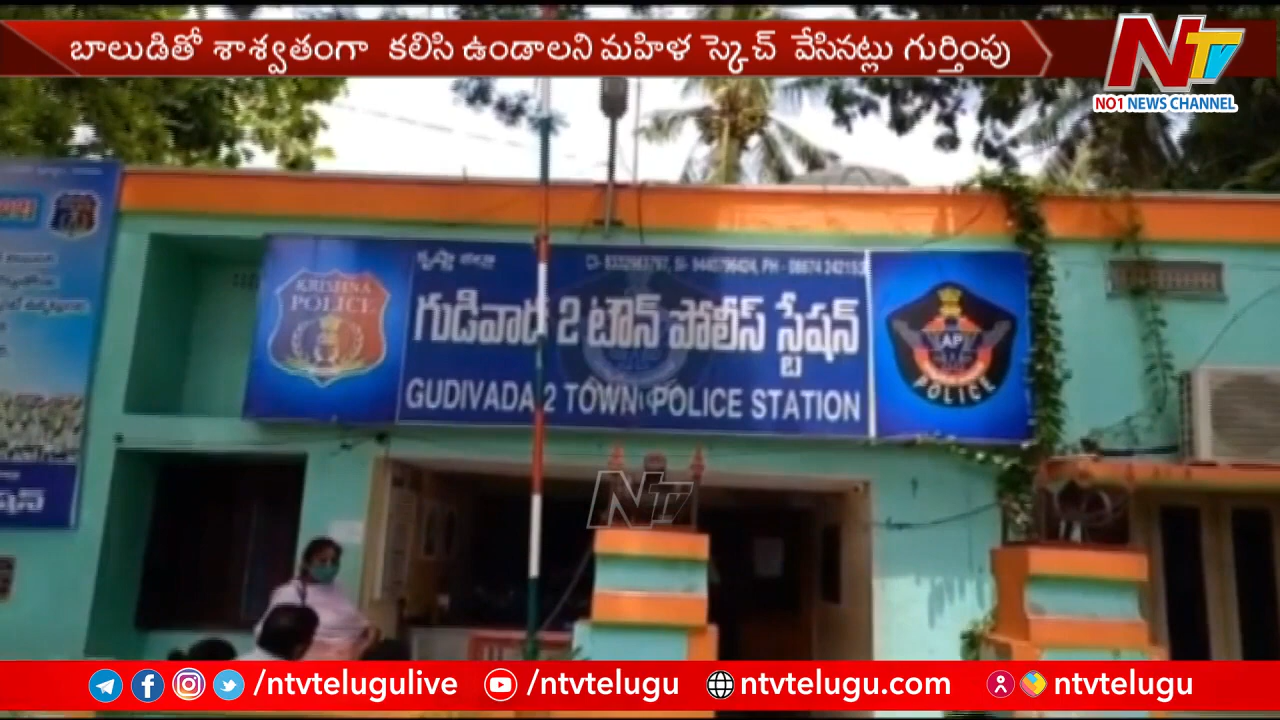 బాలుడితో శాశ్వతంగా కలిసి ఉండాలని మహిళ స్కెచ్ వేసినట్లు గుర్తింపు
NTV
NO1 NEWS CHANNEL
కృష్ణా జిల్లా
KRISHNA POLICE
గుడివాడ 2 టౌన్ పోలీస్ స్టేషన్
GUDIVADA 2 TOWN POLICE STATION
AP
POLICE
NTV
/ntvtelugulive /ntvtelugu ntvtelugu.com ntvtelugu